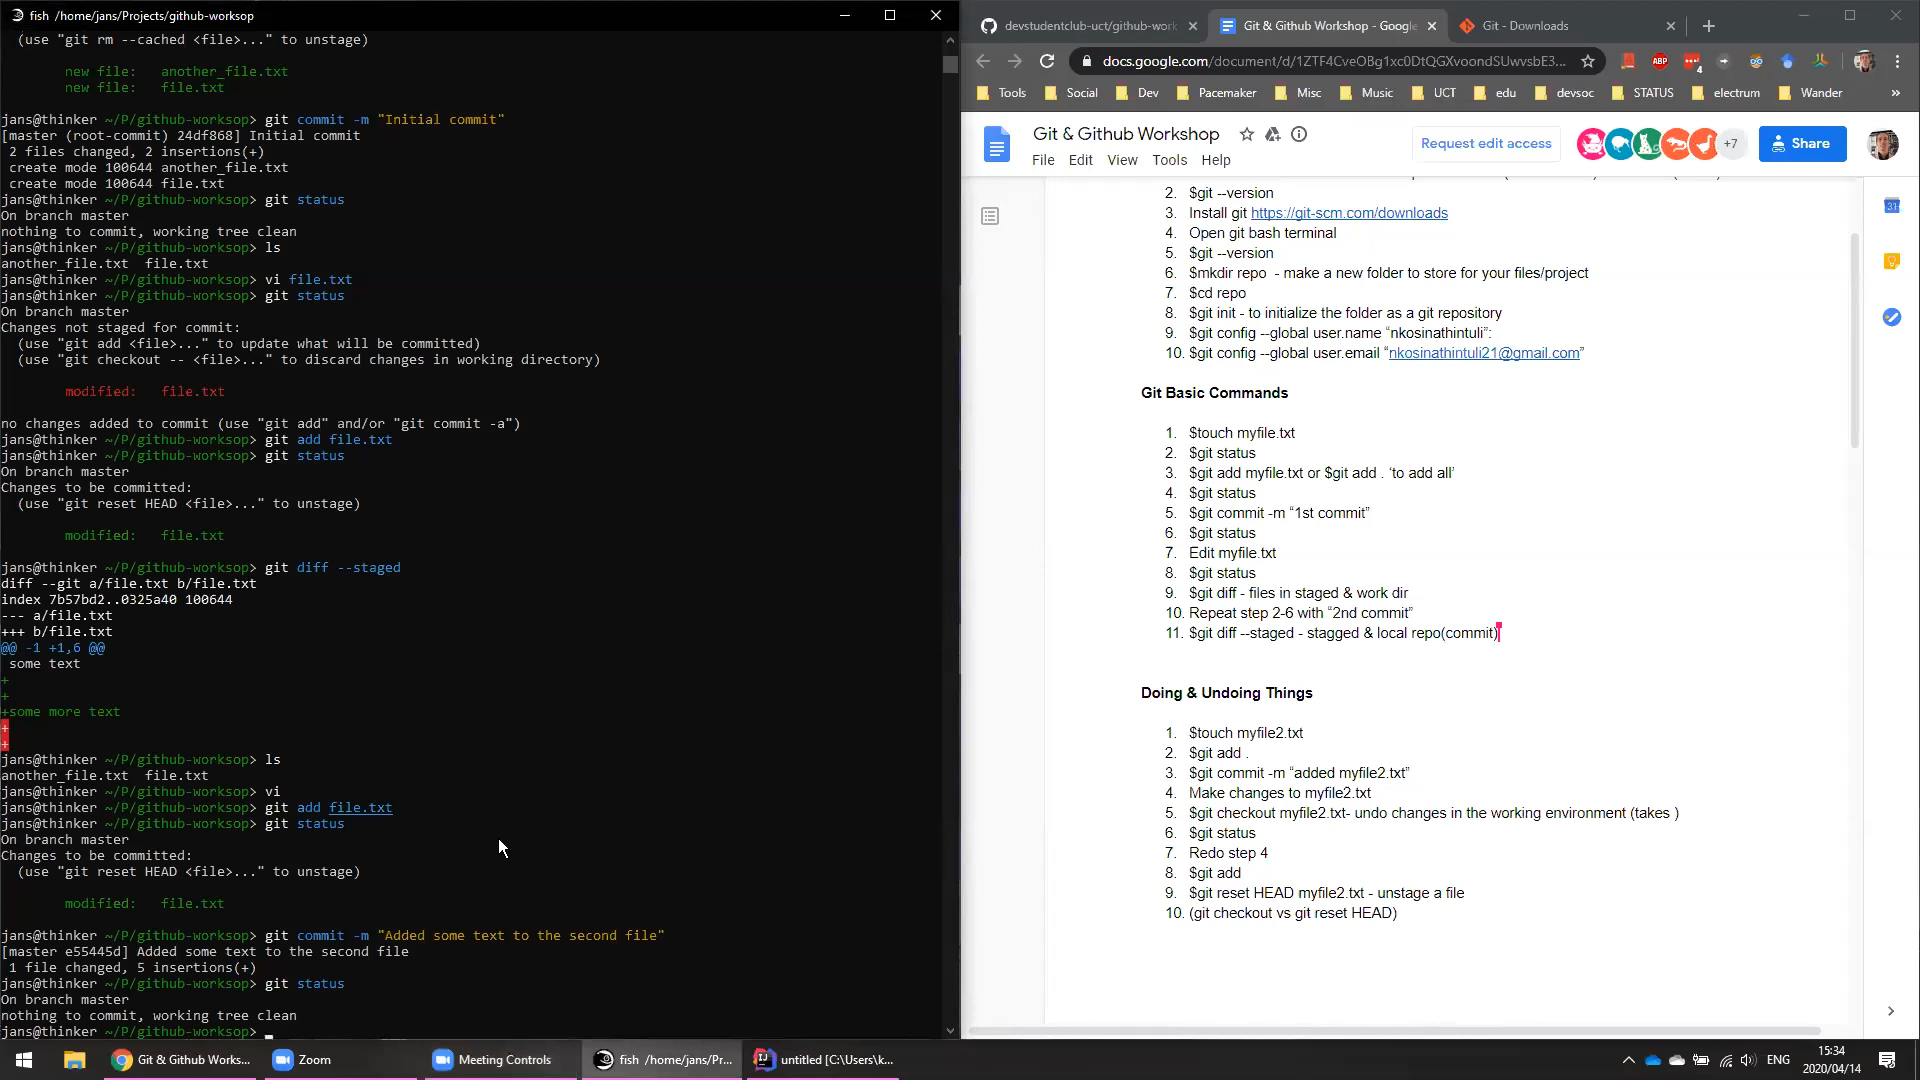 fish /home/jans/Projects/github-worksop
(use "git rm --cached <file>..." to unstage)
new file:   another_file.txt
new file:   file.txt
jans@thinker ~/P/github-worksop> git commit -m "Initial commit"
[master (root-commit) 24df868] Initial commit
2 files changed, 2 insertions(+)
create mode 100644 another_file.txt
create mode 100644 file.txt
jans@thinker ~/P/github-worksop> git status
On branch master
nothing to commit, working tree clean
jans@thinker ~/P/github-worksop> ls
another_file.txt  file.txt
jans@thinker ~/P/github-worksop> vi file.txt
jans@thinker ~/P/github-worksop> git status
On branch master
Changes not staged for commit:
(use "git add <file>..." to update what will be committed)
(use "git checkout -- <file>..." to discard changes in working directory)
modified:   file.txt
no changes added to commit (use "git add" and/or "git commit -a")
jans@thinker ~/P/github-worksop> git add file.txt
jans@thinker ~/P/github-worksop> git status
On branch master
Changes to be committed:
(use "git reset HEAD <file>..." to unstage)
modified:   file.txt
jans@thinker ~/P/github-worksop> git diff --staged
diff --git a/file.txt b/file.txt
index 7b57bd2..0325a40 100644
--- a/file.txt
+++ b/file.txt
@@ -1 +1,6 @@
some text
+
+
+some more text
+
+
jans@thinker ~/P/github-worksop> ls
another_file.txt  file.txt
jans@thinker ~/P/github-worksop> vi
jans@thinker ~/P/github-worksop> git add file.txt
jans@thinker ~/P/github-worksop> git status
On branch master
Changes to be committed:
(use "git reset HEAD <file>..." to unstage)
modified:   file.txt
jans@thinker ~/P/github-worksop> git commit -m "Added some text to the second file"
[master e55445d] Added some text to the second file
1 file changed, 5 insertions(+)
jans@thinker ~/P/github-worksop> git status
On branch master
nothing to commit, working tree clean
jans@thinker ~/P/github-worksop>
devstudentclub-uct/github-work
Git & Github Workshop - Google
Git - Downloads
docs.google.com/document/d/1ZTF4CveOBg1xc0DtQGXvoondSUwvsbE3...
ABP
4
Tools
Social
Dev
Pacemaker
Misc
Music
UCT
edu
devsoc
STATUS
electrum
Wander
»
Git & Github Workshop
File Edit View Tools Help
Request edit access
+7
Share
31
2. $git --version
3. Install git https://git-scm.com/downloads
4. Open git bash terminal
5. $git --version
6. $mkdir repo  - make a new folder to store for your files/project
7. $cd repo
8. $git init - to initialize the folder as a git repository
9. $git config --global user.name “nkosinathintuli”:
10. $git config --global user.email “nkosinathintuli21@gmail.com”
Git Basic Commands
1. $touch myfile.txt
2. $git status
3. $git add myfile.txt or $git add . ‘to add all’
4. $git status
5. $git commit -m “1st commit”
6. $git status
7. Edit myfile.txt
8. $git status
9. $git diff - files in staged & work dir
10. Repeat step 2-6 with “2nd commit”
11. $git diff --staged - stagged & local repo(commit)
Doing & Undoing Things
1. $touch myfile2.txt
2. $git add .
3. $git commit -m “added myfile2.txt”
4. Make changes to myfile2.txt
5. $git checkout myfile2.txt- undo changes in the working environment (takes )
6. $git status
7. Redo step 4
8. $git add
9. $git reset HEAD myfile2.txt - unstage a file
10. (git checkout vs git reset HEAD)
Git & Github Works...
Zoom
Meeting Controls
fish  /home/jans/Pr...
untitled [C:\Users\k...
ENG
15:34
2020/04/14